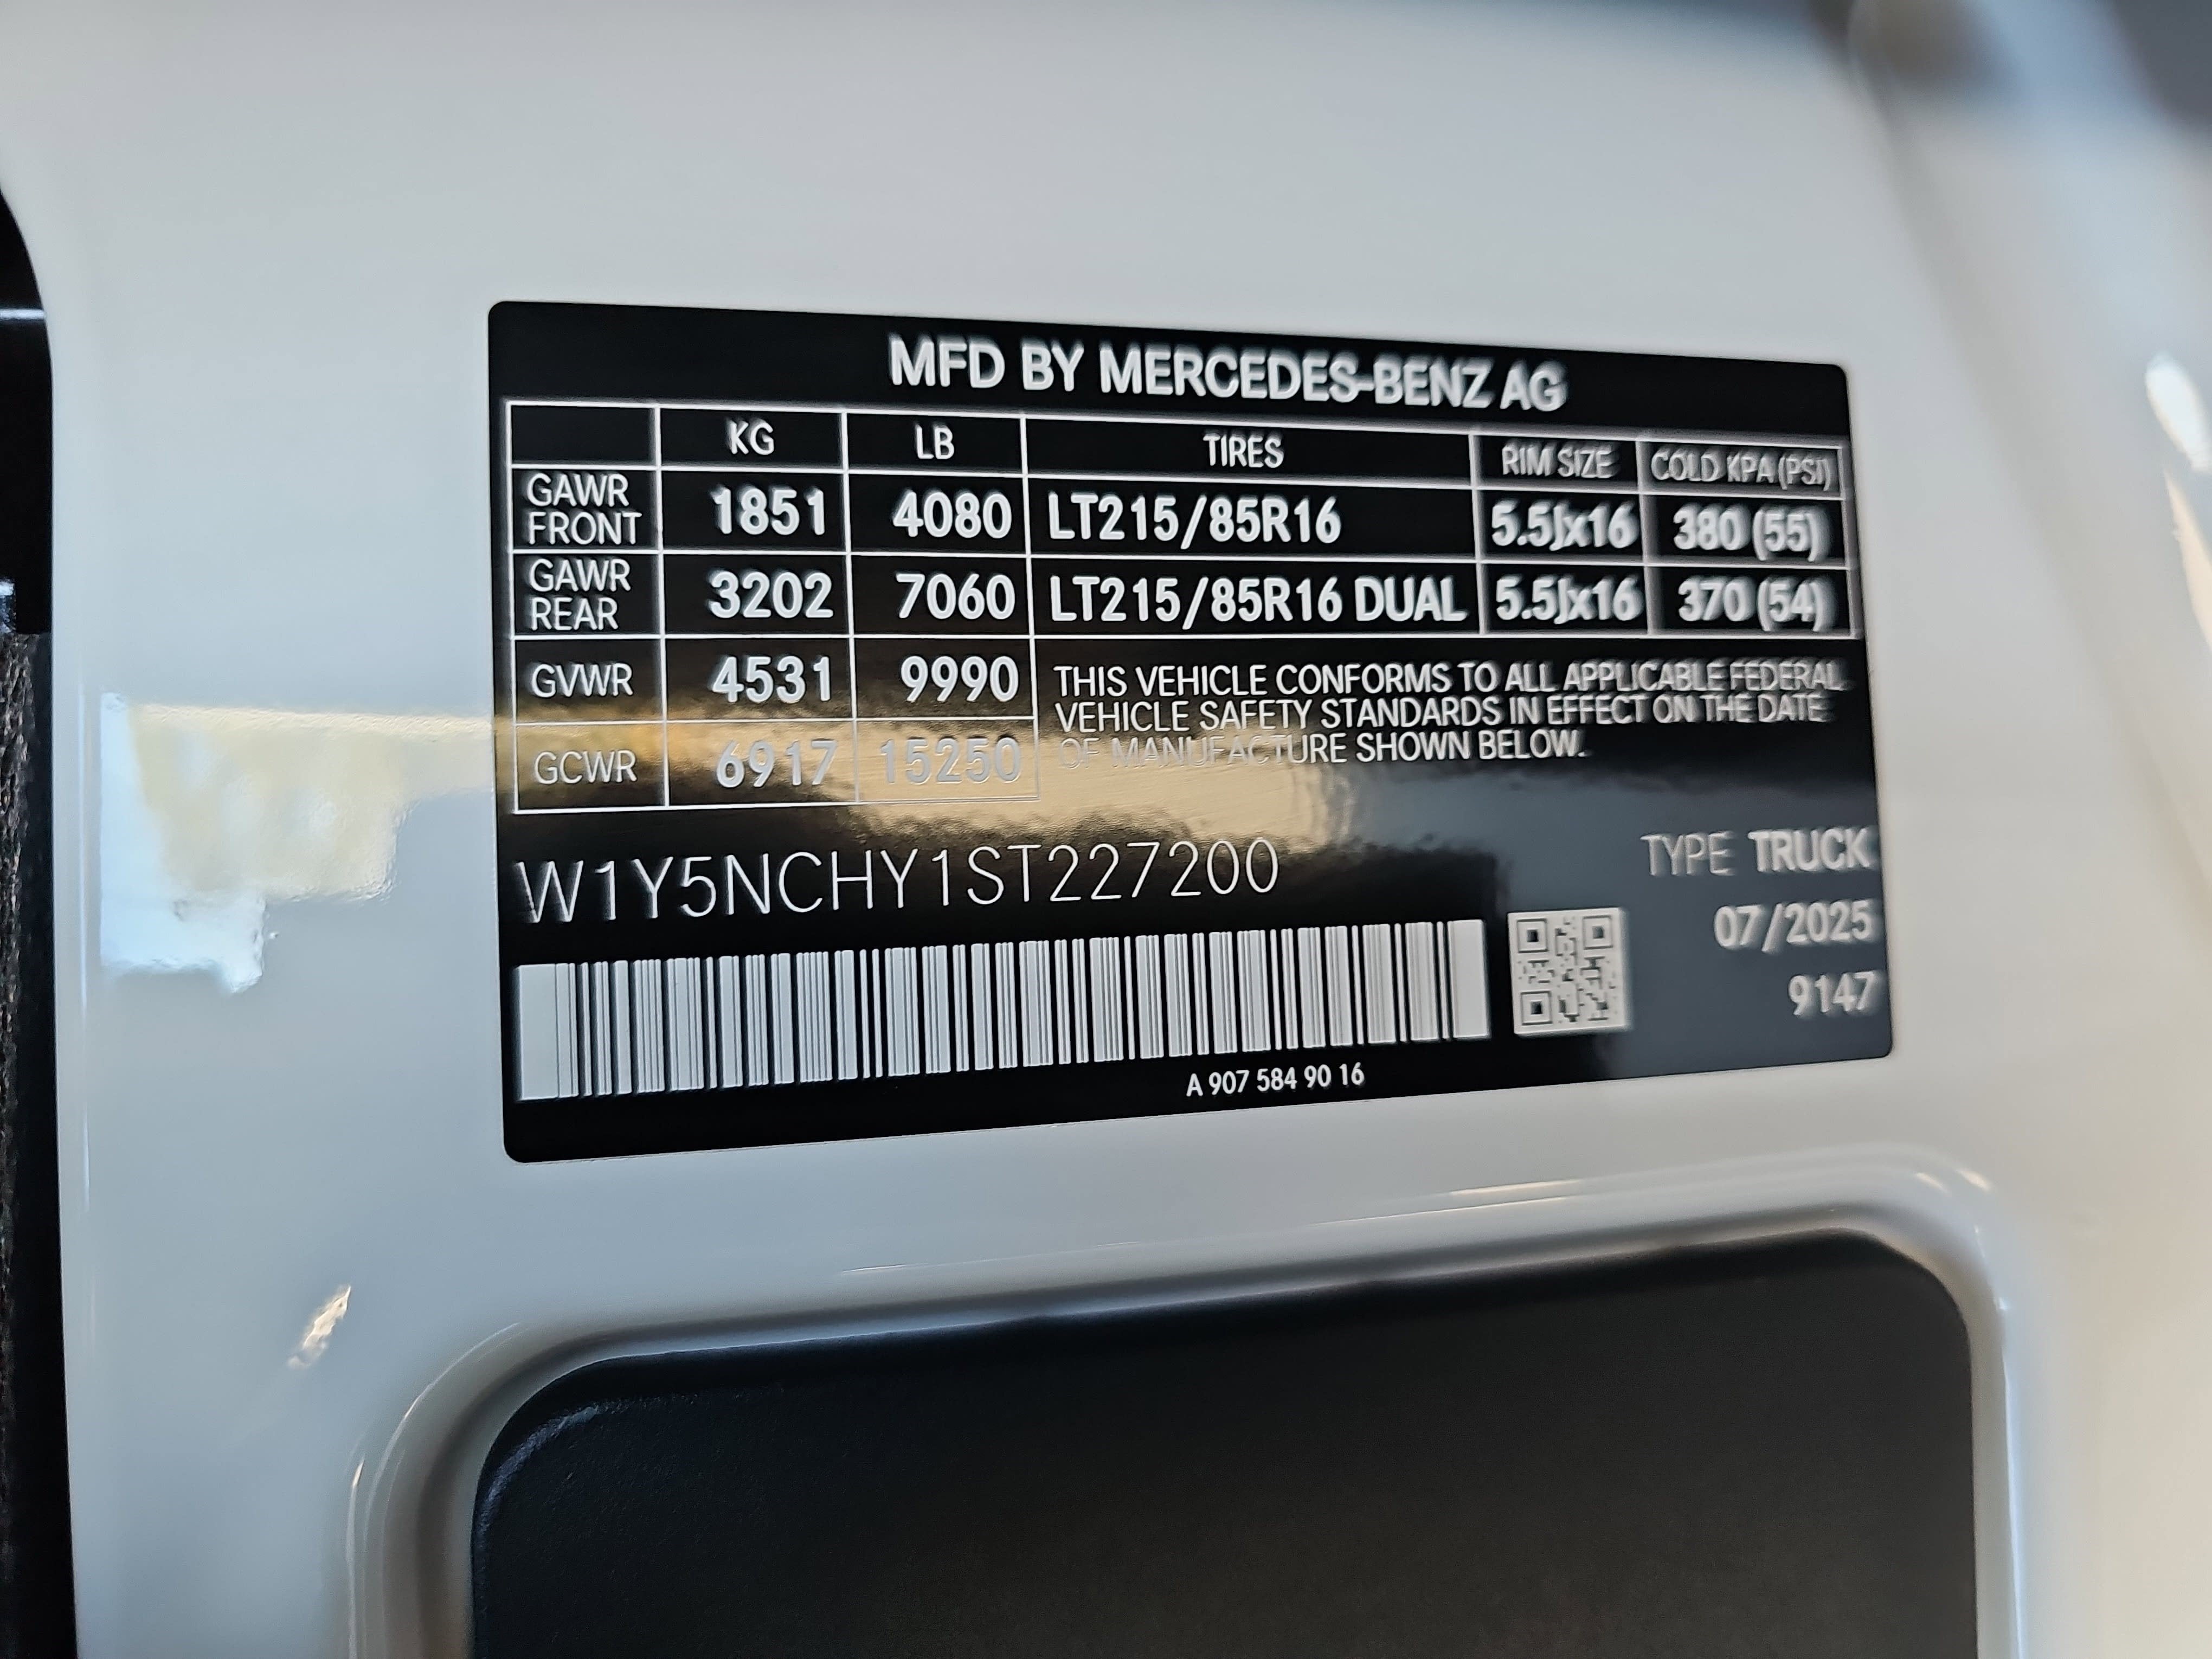 MFD BY MERCEDES-BENZ AG
KG LB TIRES RIM SIZE COLD KPA (PSI)
GAWR FRONT 1851 4080 LT215/85R16 5.5Jx16 380 (55)
GAWR REAR 3202 7060 LT215/85R16 DUAL 5.5Jx16 370 (54)
GVWR 4531 9990
GCWR 6917 15250
THIS VEHICLE CONFORMS TO ALL APPLICABLE FEDERAL
VEHICLE SAFETY STANDARDS IN EFFECT ON THE DATE
OF MANUFACTURE SHOWN BELOW.
W1Y5NCHY1ST227200
TYPE TRUCK
07/2025
9147
A 907 584 90 16